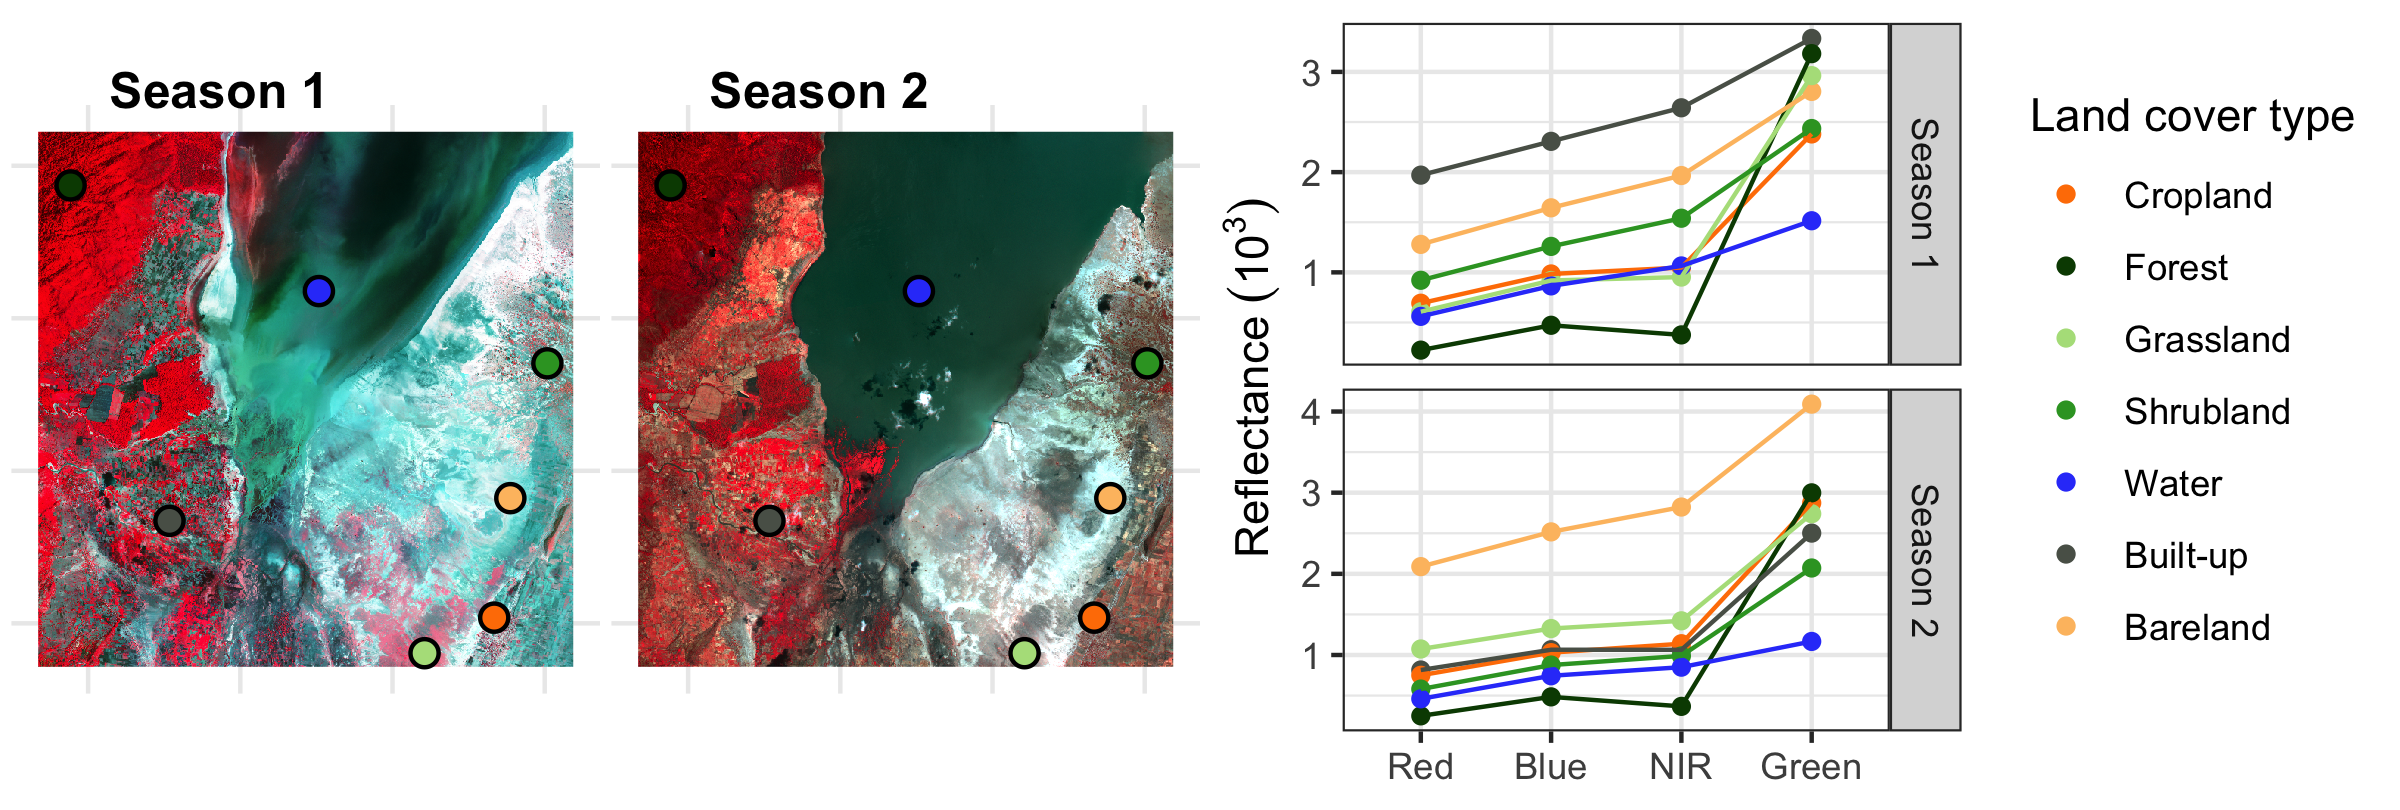 Season 1
Season 2
Reflectance (10³)
3
2
1
Season 1
4
3
2
1
Season 2
Red Blue NIR Green
Land cover type
Cropland
Forest
Grassland
Shrubland
Water
Built-up
Bareland